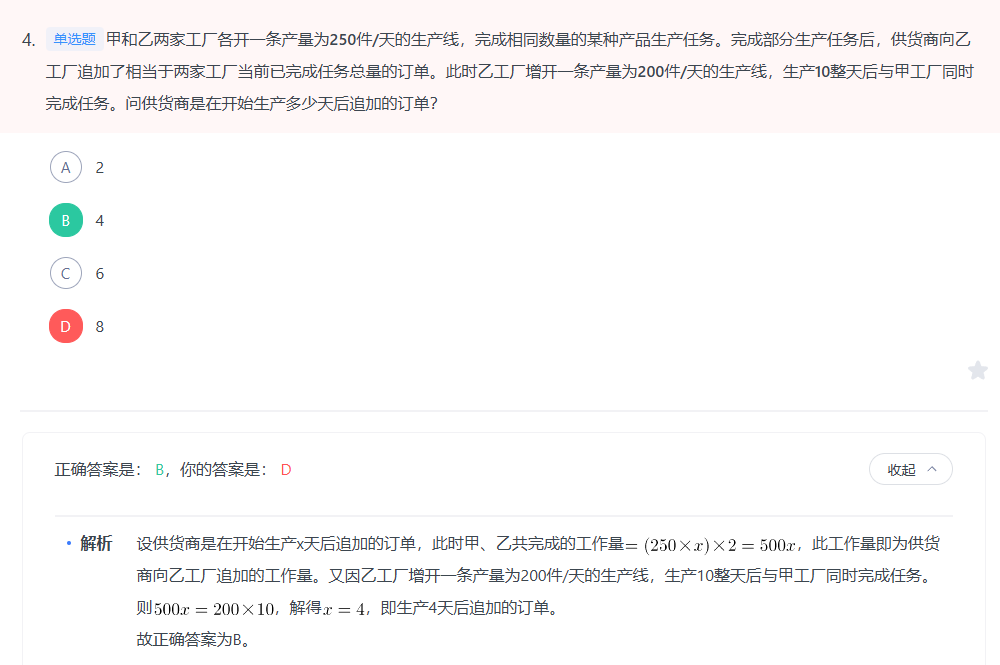 4. 单选题 甲和乙两家工厂各开一条产量为250件/天的生产线，完成相同数量的某种产品生产任务。完成部分生产任务后，供货商向乙
工厂追加了相当于两家工厂当前已完成任务总量的订单。此时乙工厂增开一条产量为200件/天的生产线，生产10整天后与甲工厂同时
完成任务。问供货商是在开始生产多少天后追加的订单？
A 2
B 4
C 6
D 8
正确答案是： B，你的答案是： D
收起
• 解析 设供货商是在开始生产x天后追加的订单，此时甲、乙共完成的工作量=(250×x)×2=500x，此工作量即为供货
商向乙工厂追加的工作量。又因乙工厂增开一条产量为200件/天的生产线，生产10整天后与甲工厂同时完成任务。
则500x=200×10，解得x=4，即生产4天后追加的订单。
故正确答案为B。